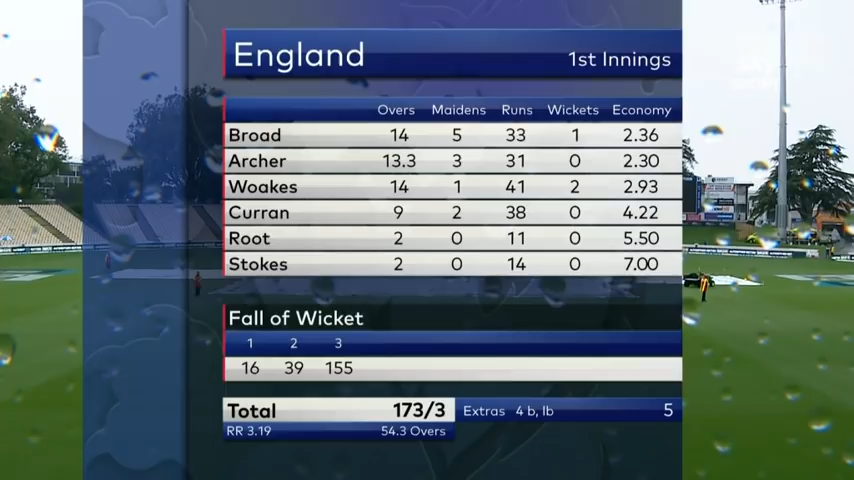 England
1st Innings
Overs Maidens Runs Wickets Economy
Broad 14 5 33 1 2.36
Archer 13.3 3 31 0 2.30
Woakes 14 1 41 2 2.93
Curran 9 2 38 0 4.22
Root 2 0 11 0 5.50
Stokes 2 0 14 0 7.00
Fall of Wicket
1 2 3
16 39 155
Total 173/3 Extras 4 b, lb 5
RR 3.19 54.3 Overs